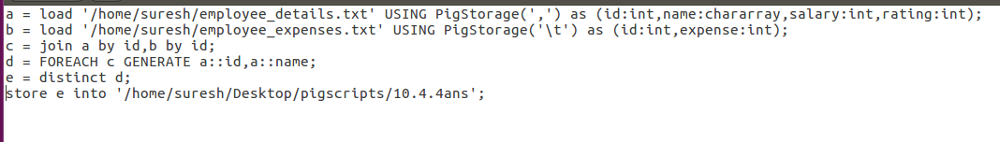 a = load '/home/suresh/employee_details.txt' USING PigStorage(',') as (id:int,name:chararray,salary:int,rating:int);
b = load '/home/suresh/employee_expenses.txt' USING PigStorage('\t') as (id:int,expense:int);
c = join a by id,b by id;
d = FOREACH c GENERATE a::id,a::name;
e = distinct d;
store e into '/home/suresh/Desktop/pigscripts/10.4.4ans';